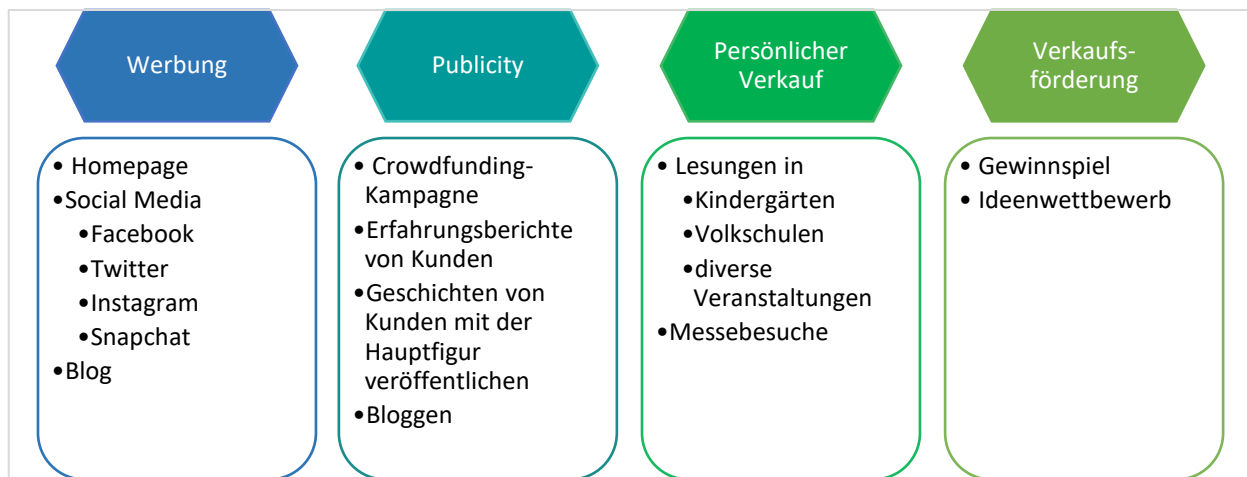 Werbung
• Homepage
•Social Media
•Facebook
•Twitter
•Instagram
•Snapchat
•Blog
Publicity
• Crowdfunding-
Kampagne
•Erfahrungsberichte
von Kunden
•Geschichten von
Kunden mit der
Hauptfigur
veröffentlichen
•Bloggen
Persönlicher
Verkauf
• Lesungen in
•Kindergärten
•Volkschulen
•diverse
Veranstaltungen
•Messebesuche
Verkaufs-
förderung
• Gewinnspiel
• Ideenwettbewerb